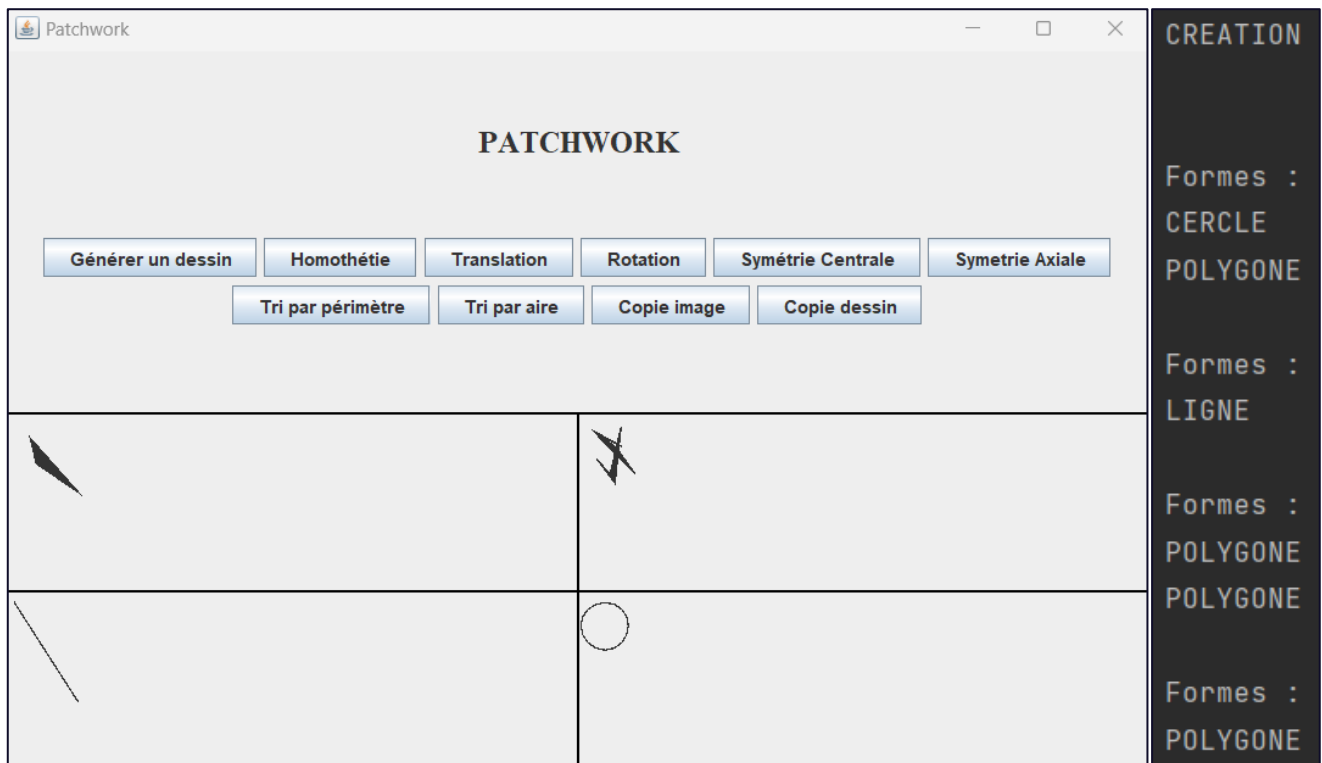 Patchwork
PATCHWORK
Générer un dessin Homothétie Translation Rotation Symétrie Centrale Symetrie Axiale
Tri par périmètre Tri par aire Copie image Copie dessin
CREATION
Formes :
CERCLE
POLYGONE
Formes :
LIGNE
Formes :
POLYGONE
POLYGONE
Formes :
POLYGONE